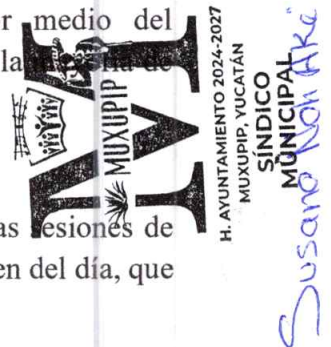 r medio del
la de
as sesiones de
en del día, que
MUXUPIP
H. AYUNTAMIENTO 2024-2027
MUXUPIP, YUCATÁN
SÍNDICO
MUNICIPAL
Susana Noh Aké